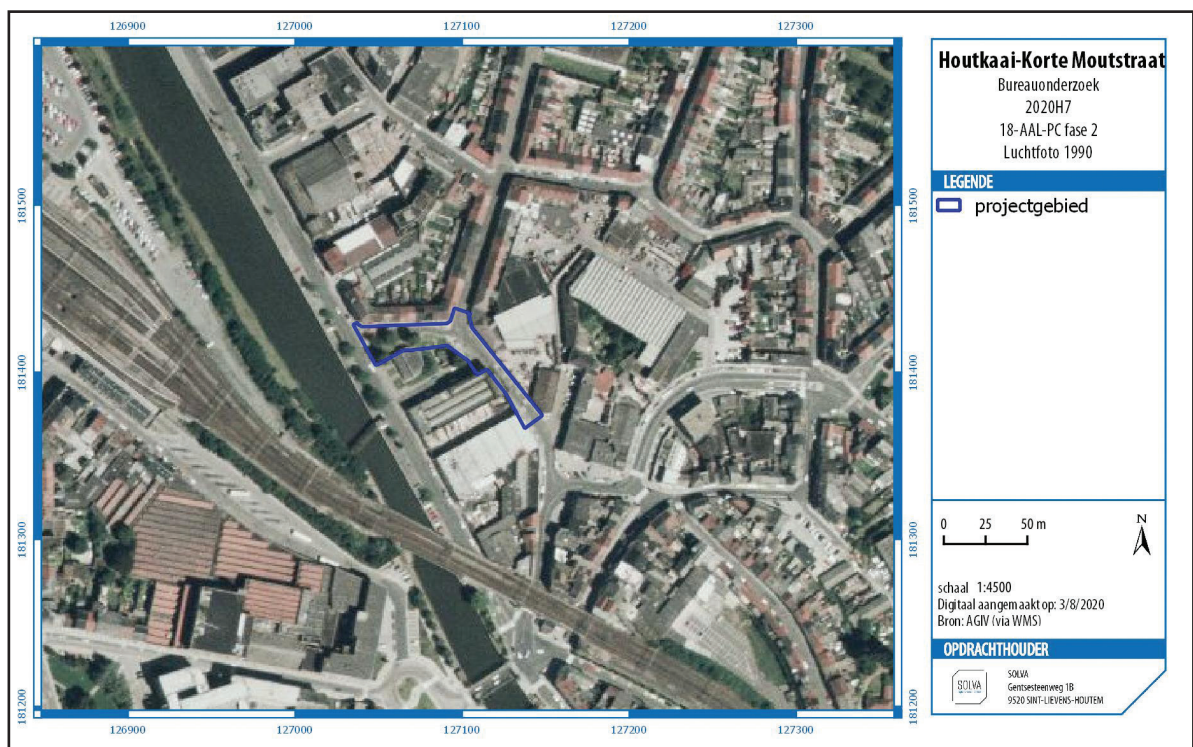 126900 127000 127100 127200 127300
181500
181400
181300
181200
181500
181400
181300
181200
126900 127000 127100 127200 127300
Houtkaai-Korte Moutstraat
Bureauonderzoek
2020H7
18-AAL-PC fase 2
Luchtfoto 1990
LEGENDE
projectgebied
0 25 50 m
N
schaal 1:4500
Digitaal aangemaakt op: 3/8/2020
Bron: AGIV (via WMS)
OPDRACHTHOUDER
SOLVA
SOLVA
Gentsesteenweg 1B
9520 SINT-LIEVENS-HOUTEM